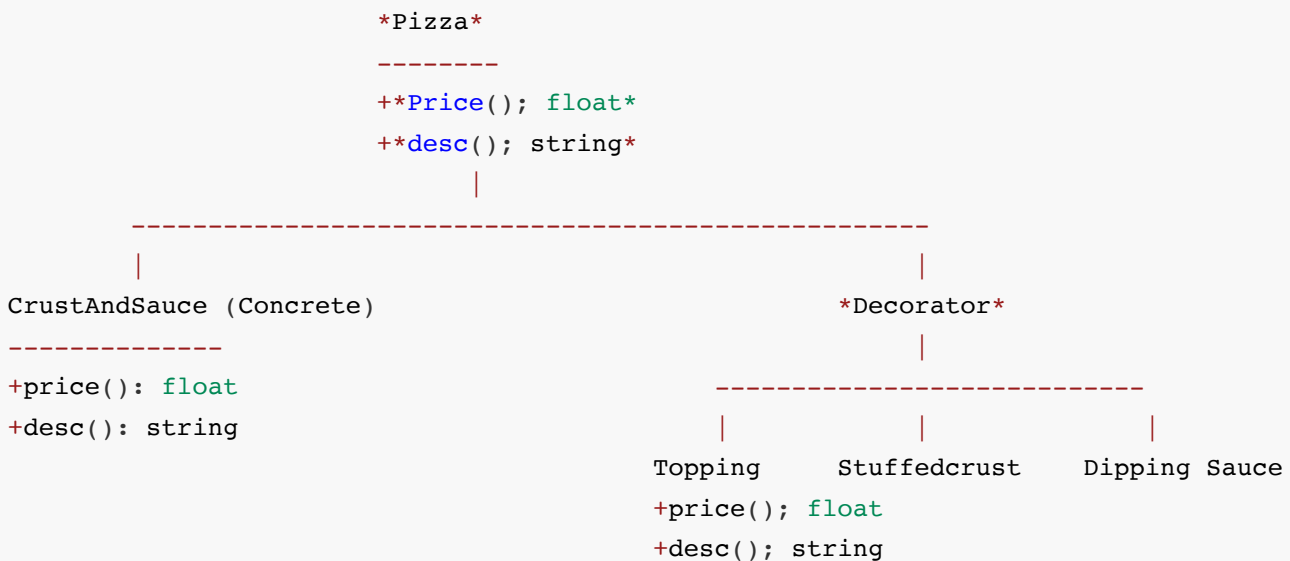 *Pizza*
--------
+*Price(); float*
+*desc(); string*
|
----------------------------------------------------
| |
CrustAndSauce (Concrete) *Decorator*
-------------- |
+price(): float ----------------------------
+desc(): string | | |
Topping Stuffedcrust Dipping Sauce
+price(); float
+desc(); string